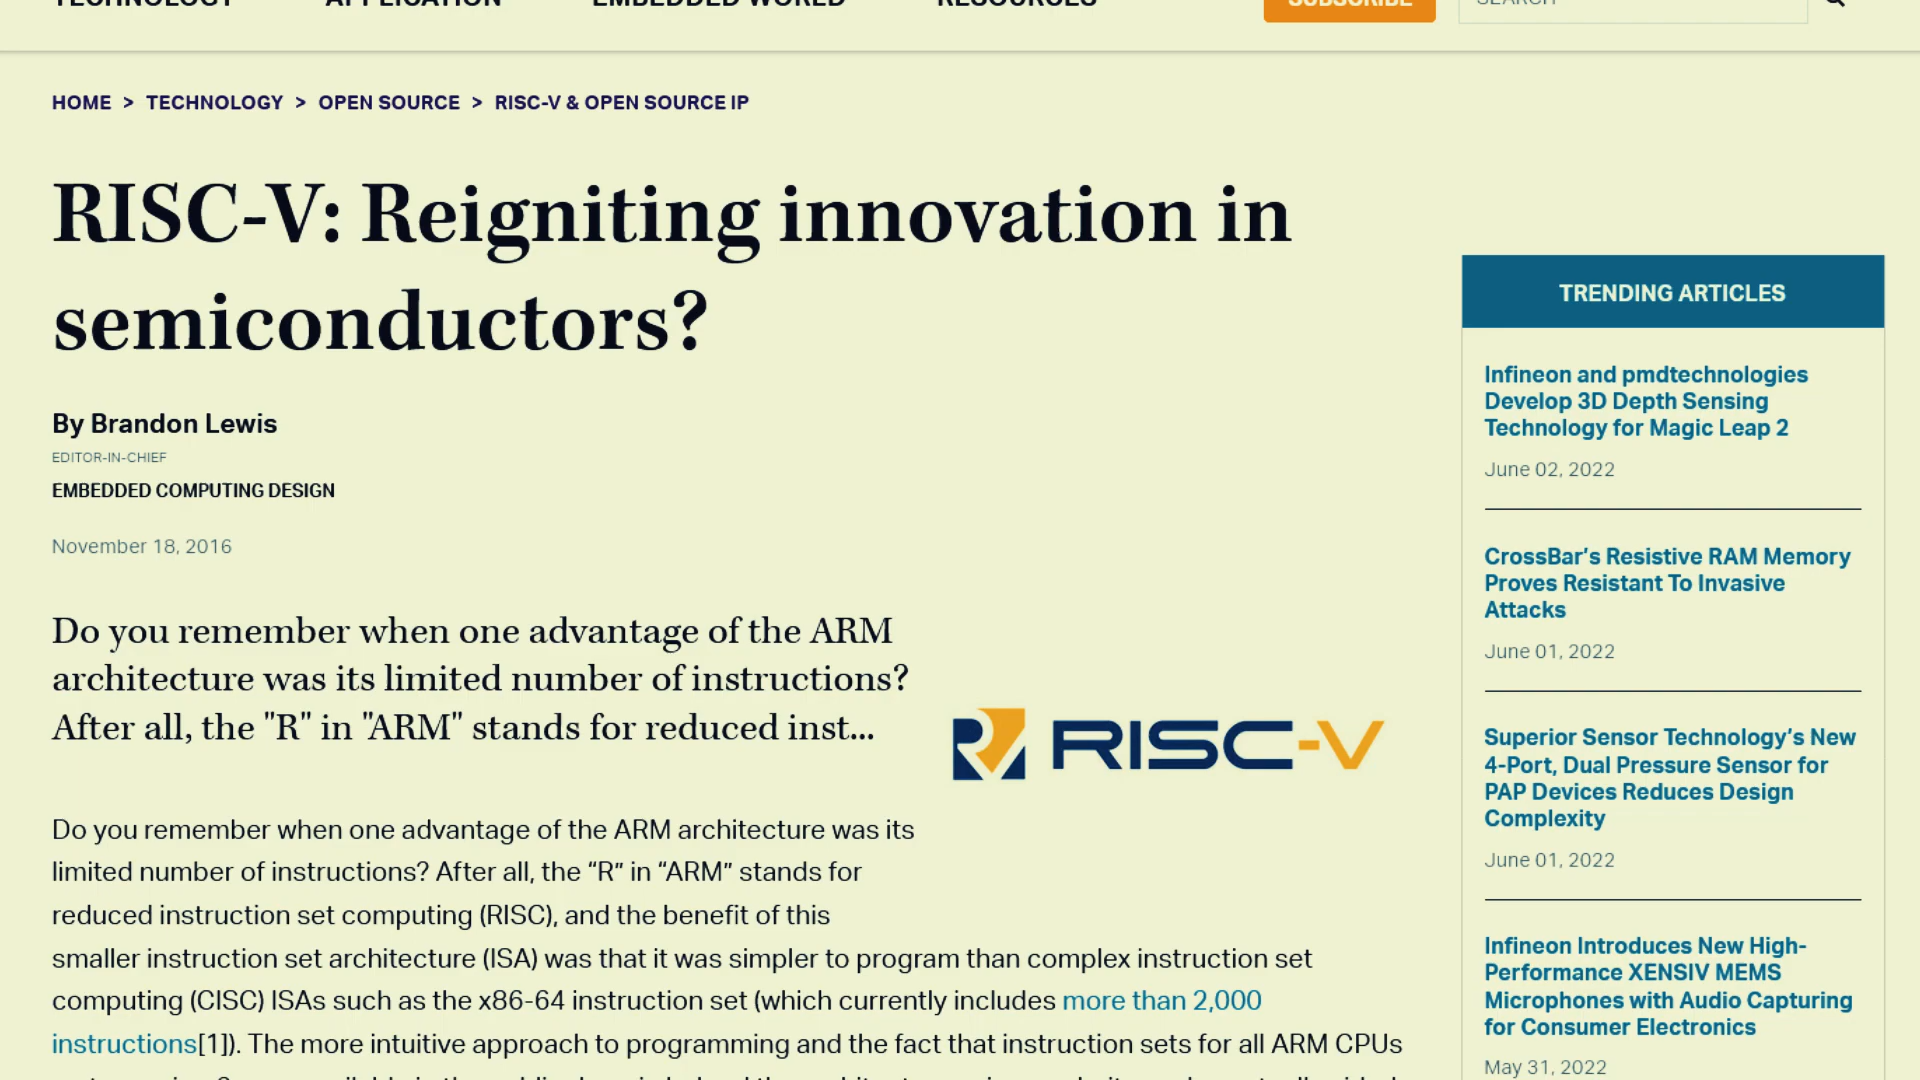 TECHNOLOGY APPLICATION EMBEDDED WORLD RESOURCES SUBSCRIBE SEARCH
HOME > TECHNOLOGY > OPEN SOURCE > RISC-V & OPEN SOURCE IP
RISC-V: Reigniting innovation in
semiconductors?
By Brandon Lewis
EDITOR-IN-CHIEF
EMBEDDED COMPUTING DESIGN
November 18, 2016
Do you remember when one advantage of the ARM
architecture was its limited number of instructions?
After all, the "R" in "ARM" stands for reduced inst...
RISC-V
Do you remember when one advantage of the ARM architecture was its
limited number of instructions? After all, the “R” in “ARM” stands for
reduced instruction set computing (RISC), and the benefit of this
smaller instruction set architecture (ISA) was that it was simpler to program than complex instruction set
computing (CISC) ISAs such as the x86-64 instruction set (which currently includes more than 2,000
instructions[1]). The more intuitive approach to programming and the fact that instruction sets for all ARM CPUs
TRENDING ARTICLES
Infineon and pmdtechnologies
Develop 3D Depth Sensing
Technology for Magic Leap 2
June 02, 2022
CrossBar’s Resistive RAM Memory
Proves Resistant To Invasive
Attacks
June 01, 2022
Superior Sensor Technology’s New
4-Port, Dual Pressure Sensor for
PAP Devices Reduces Design
Complexity
June 01, 2022
Infineon Introduces New High-
Performance XENSIV MEMS
Microphones with Audio Capturing
for Consumer Electronics
May 31, 2022